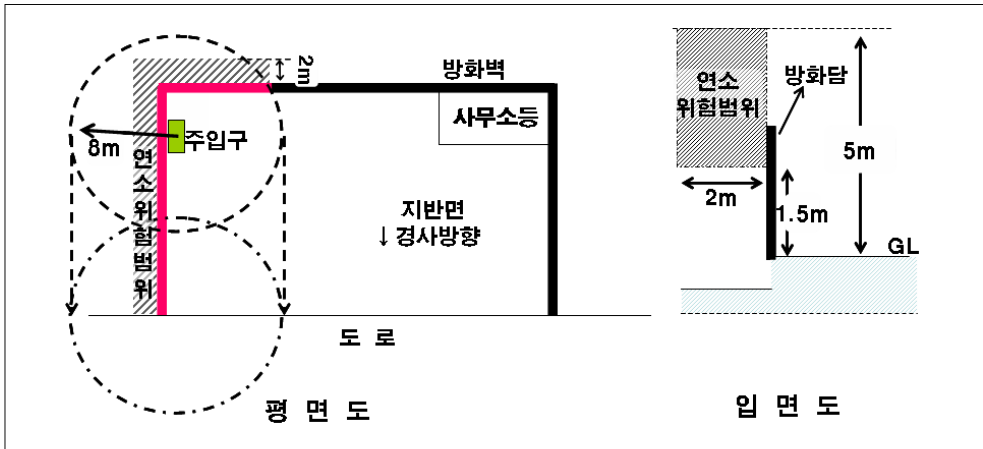 방화벽
2m
사무소등
주입구
8m
연소위험범위
지반면
↓ 경사방향
도 로
평 면 도
연소
위험범위
방화담
5m
2m
1.5m
GL
입 면 도